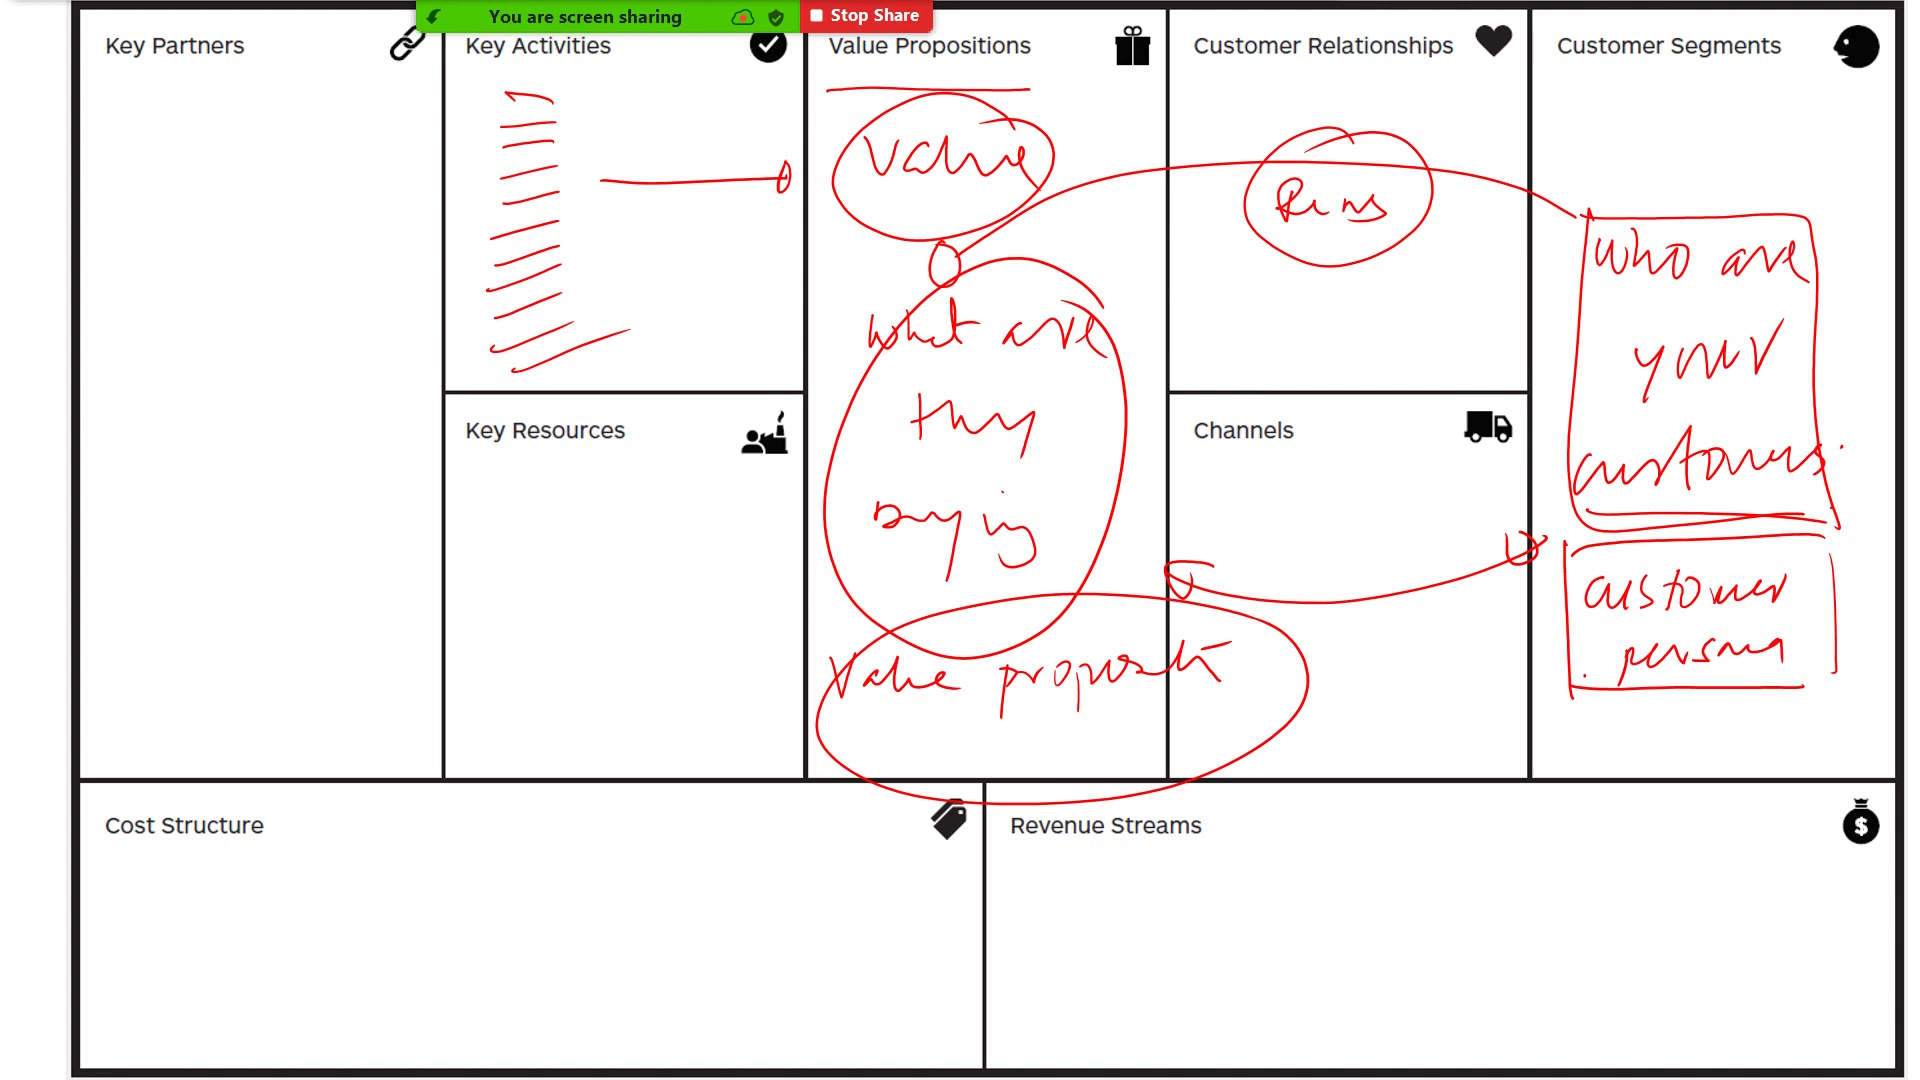 You are screen sharing
Stop Share
Key Partners
Key Activities
Value Propositions
Customer Relationships
Customer Segments
Value
who are
your
customers
what are
they
buying
Key Resources
Channels
customer
persona
Value
Cost Structure
Revenue Streams
$